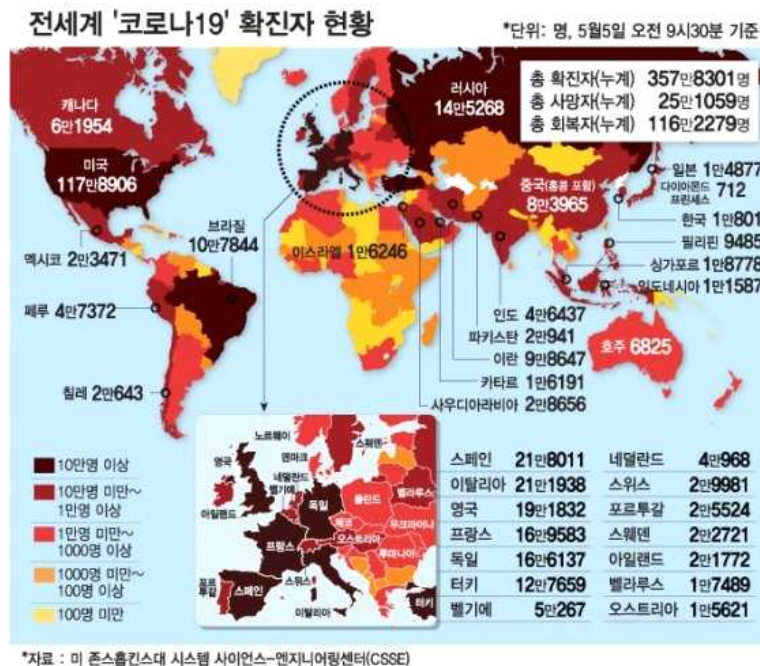 전세계 '코로나19' 확진자 현황
*단위: 명, 5월5일 오전 9시30분 기준
총 확진자(누계) 357만8301명
총 사망자(누계) 25만1059명
총 회복자(누계) 116만2279명
캐나다
6만1954
러시아
14만5268
미국
117만8906
중국(홍콩 포함)
8만3965
일본 1만4877
다이아몬드
프린세스 712
한국 1만801
필리핀 9485
싱가포르 1만8778
인도네시아 1만1587
브라질
10만7844
멕시코 2만3471
이스라엘 1만6246
페루 4만7372
칠레 2만643
인도 4만6437
파키스탄 2만941
이란 9만8647
카타르 1만6191
사우디아라비아 2만8656
호주 6825
10만명 이상
10만명 미만~
1만명 이상
1만명 미만~
1000명 이상
1000명 미만~
100명 이상
100명 미만
노르웨이
스웨덴
덴마크
영국
네덜란드
벨기에
독일
폴란드
벨라루스
아일랜드
체코
우크라이나
프랑스
오스트리아
루마니아
포르
투갈
스페인
스위스
이탈리아
터키
스페인 21만8011 네덜란드 4만968
이탈리아 21만1938 스위스 2만9981
영국 19만1832 포르투갈 2만5524
프랑스 16만9583 스웨덴 2만2721
독일 16만6137 아일랜드 2만1772
터키 12만7659 벨라루스 1만7489
벨기에 5만267 오스트리아 1만5621
*자료 : 미 존스홉킨스대 시스템 사이언스-엔지니어링센터(CSSE)